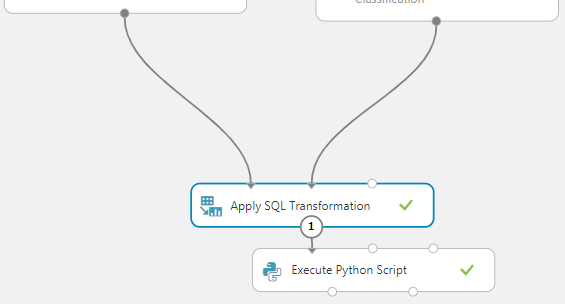 Classification
Apply SQL Transformation
1
Execute Python Script